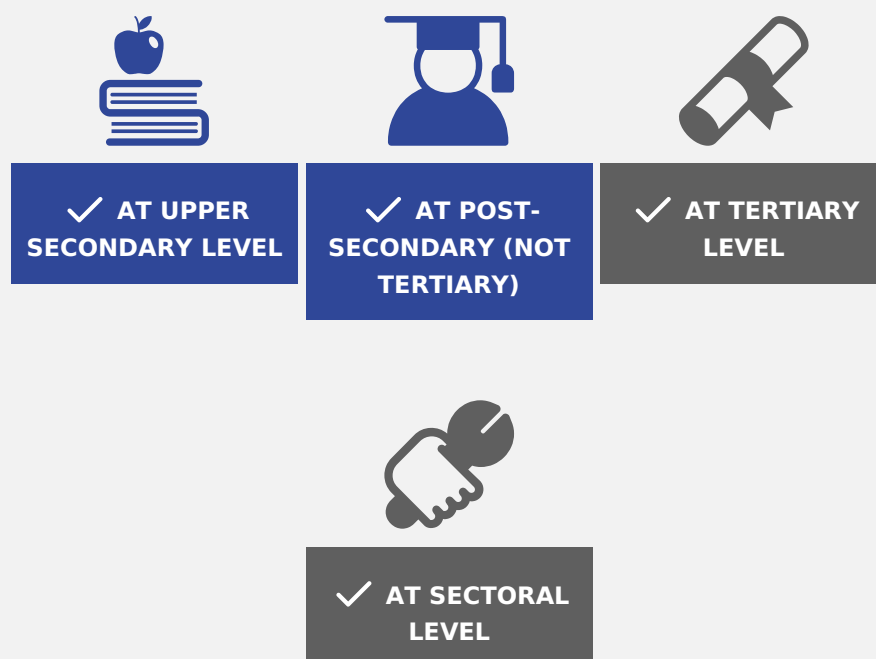 AT UPPER
SECONDARY LEVEL
AT POST-
SECONDARY (NOT
TERTIARY)
AT TERTIARY
LEVEL
AT SECTORAL
LEVEL